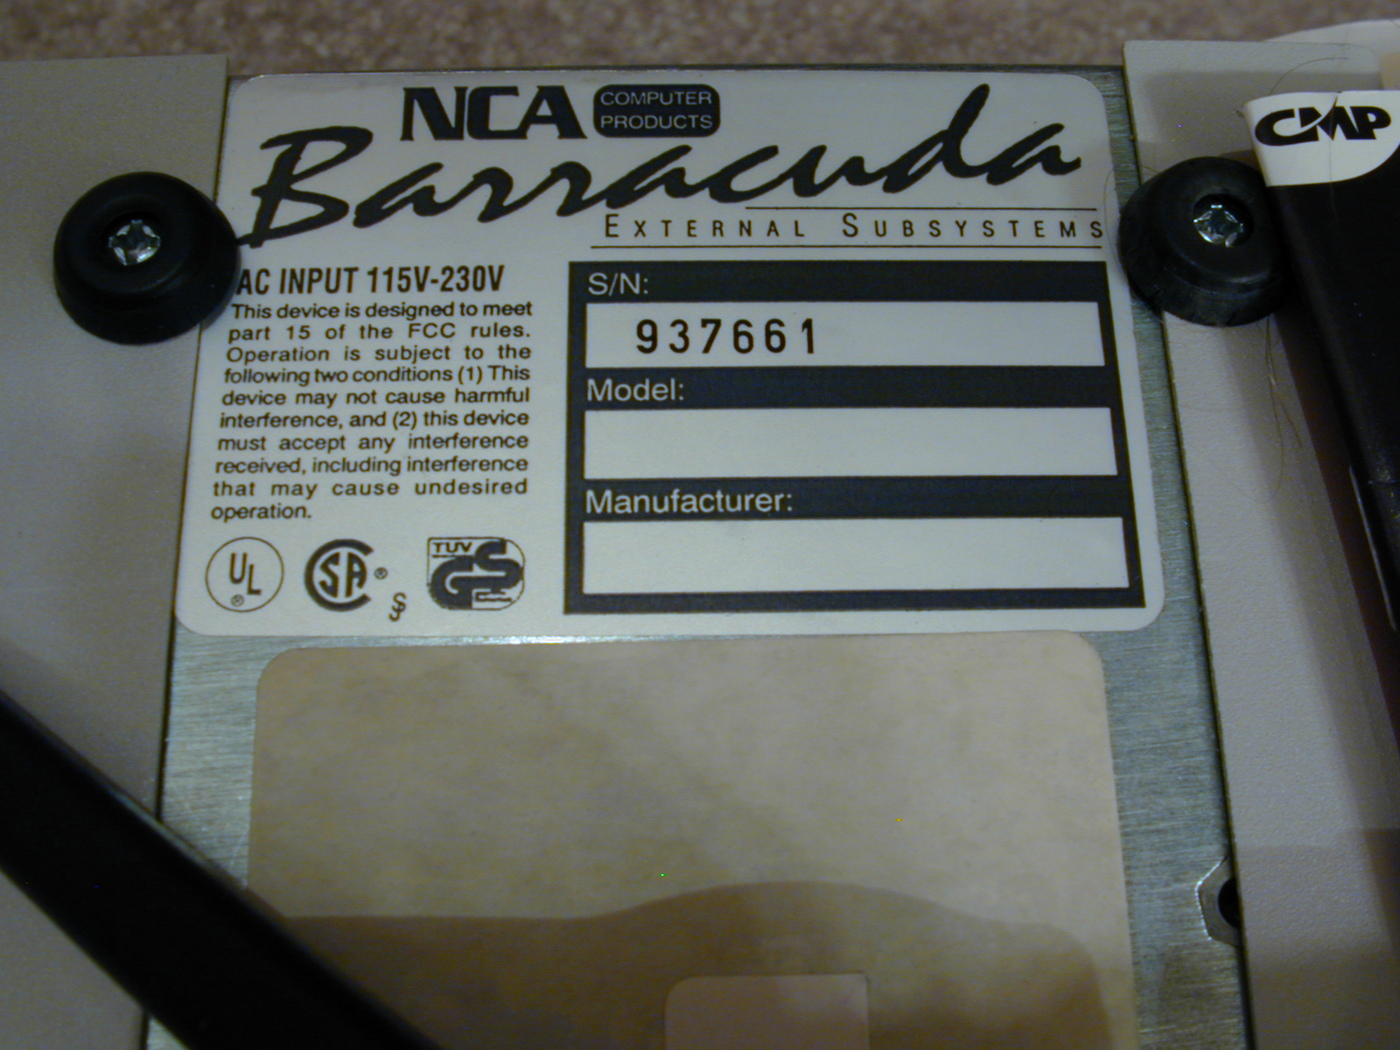 NCA COMPUTER PRODUCTS
CMP
Barracuda
EXTERNAL SUBSYSTEMS
AC INPUT 115V-230V
This device is designed to meet
part 15 of the FCC rules.
Operation is subject to the
following two conditions (1) This
device may not cause harmful
interference, and (2) this device
must accept any interference
received, including interference
that may cause undesired
operation.
UL ®
SA ®
TUV GS
S/N:
937661
Model:
Manufacturer: